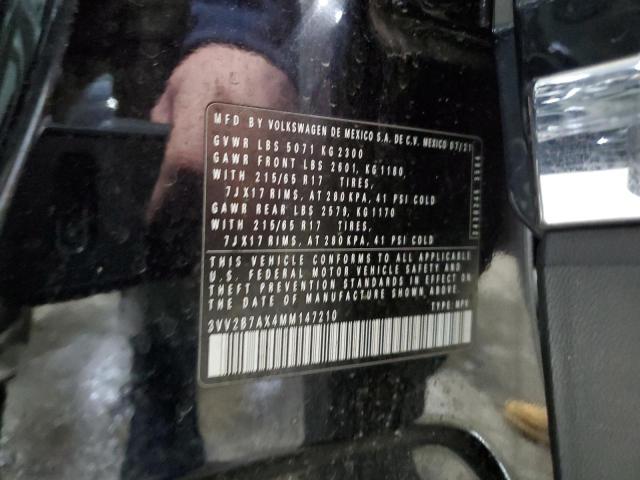 MFD BY VOLKSWAGEN DE MEXICO S.A. DE C.V. MEXICO 07/21
GVWR LBS 5071 KG 2300
GAWR FRONT LBS 2601, KG 1180
WITH 215/65 R17 TIRES,
7JX17 RIMS, AT 280 KPA, 41 PSI COLD
GAWR REAR LBS 2579, KG 1170
WITH 215/65 R17 TIRES,
7JX17 RIMS, AT 280 KPA, 41 PSI COLD
THIS VEHICLE CONFORMS TO ALL APPLICABLE
U.S. FEDERAL MOTOR VEHICLE SAFETY AND
THEFT PREVENTION STANDARDS IN EFFECT ON
THE DATE OF MANUFACTURE SHOWN ABOVE.
3VV2B7AX4MM147210 TYPE MPV